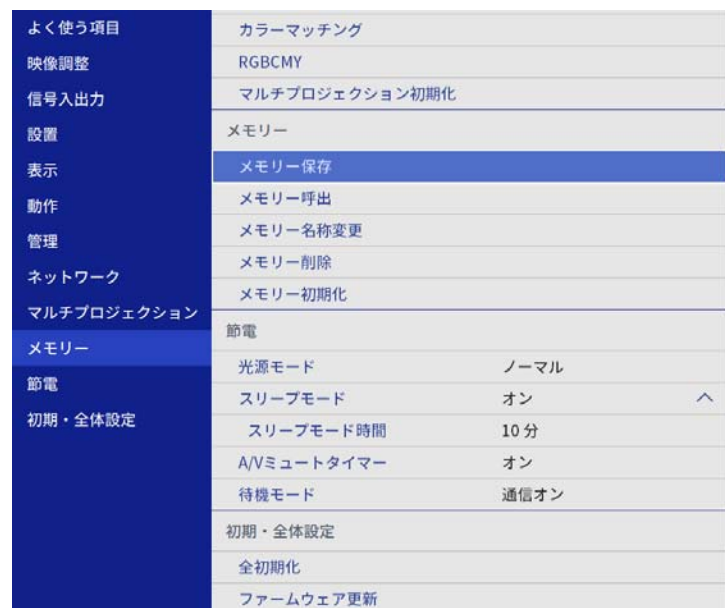 よく使う項目
映像調整
信号入出力
設置
表示
動作
管理
ネットワーク
マルチプロジェクション
メモリー
節電
初期・全体設定
カラーマッチング
RGBCMY
マルチプロジェクション初期化
メモリー
メモリー保存
メモリー呼出
メモリー名称変更
メモリー削除
メモリー初期化
節電
光源モード ノーマル
スリープモード オン
スリープモード時間 10 分
A/Vミュートタイマー オン
待機モード 通信オン
初期・全体設定
全初期化
ファームウェア更新